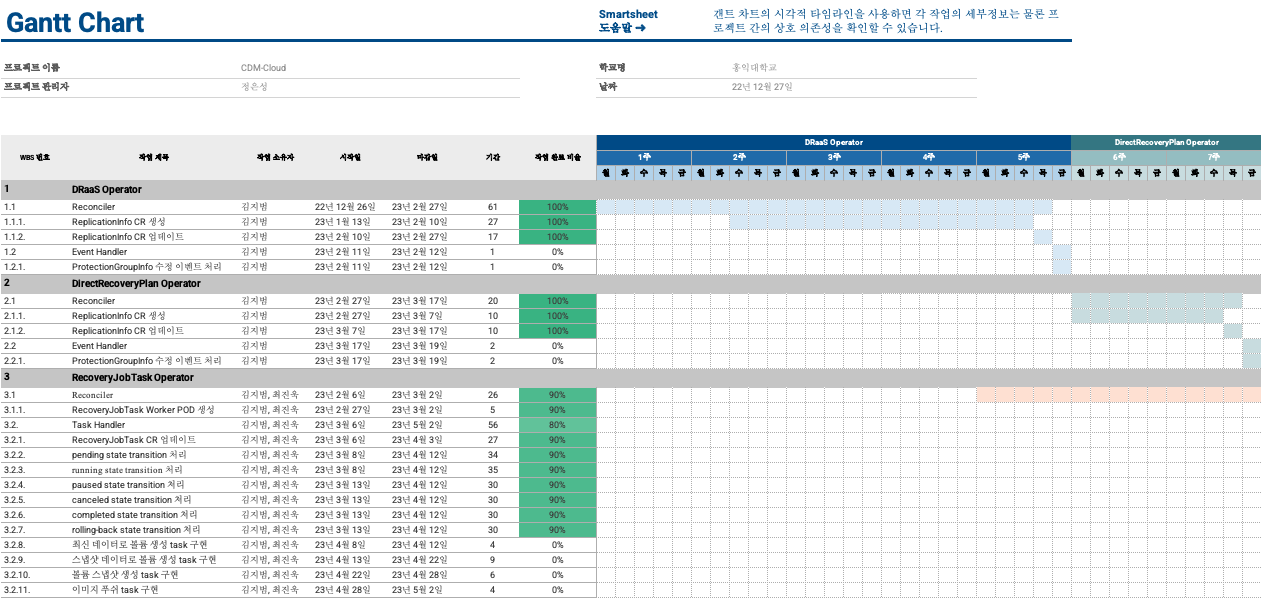 Gantt Chart
Smartsheet 도움말 ➜
갠트 차트의 시각적 타임라인을 사용하면 각 작업의 세부정보는 물론 프로젝트 간의 상호 의존성을 확인할 수 있습니다.
프로젝트 이름 CDM-Cloud 학교명 홍익대학교
프로젝트 관리자 정은성 날짜 22년 12월 27일
DRaaS Operator DirectRecoveryPlan Operator
WBS 번호 작업 제목 작업 소유자 시작일 마감일 기간 작업 완료 비율 1주 2주 3주 4주 5주 6주 7주
월 화 수 목 금 월 화 수 목 금 월 화 수 목 금 월 화 수 목 금 월 화 수 목 금 월 화 수 목 금 월 화 수 목 금
1 DRaaS Operator
1.1 Reconciler 김지범 22년 12월 26일 23년 2월 27일 61 100%
1.1.1. ReplicationInfo CR 생성 김지범 23년 1월 13일 23년 2월 10일 27 100%
1.1.2. ReplicationInfo CR 업데이트 김지범 23년 2월 10일 23년 2월 27일 17 100%
1.2 Event Handler 김지범 23년 2월 11일 23년 2월 12일 1 0%
1.2.1. ProtectionGroupInfo 수정 이벤트 처리 김지범 23년 2월 11일 23년 2월 12일 1 0%
2 DirectRecoveryPlan Operator
2.1 Reconciler 김지범 23년 2월 27일 23년 3월 17일 20 100%
2.1.1. ReplicationInfo CR 생성 김지범 23년 2월 27일 23년 3월 7일 10 100%
2.1.2. ReplicationInfo CR 업데이트 김지범 23년 3월 7일 23년 3월 17일 10 100%
2.2 Event Handler 김지범 23년 3월 17일 23년 3월 19일 2 0%
2.2.1. ProtectionGroupInfo 수정 이벤트 처리 김지범 23년 3월 17일 23년 3월 19일 2 0%
3 RecoveryJobTask Operator
3.1 Reconciler 김지범, 최진욱 23년 2월 6일 23년 3월 2일 26 90%
3.1.1. RecoveryJobTask Worker POD 생성 김지범, 최진욱 23년 2월 27일 23년 3월 2일 5 90%
3.2. Task Handler 김지범, 최진욱 23년 3월 6일 23년 5월 2일 56 80%
3.2.1. RecoveryJobTask CR 업데이트 김지범, 최진욱 23년 3월 6일 23년 4월 3일 27 90%
3.2.2. pending state transition 처리 김지범, 최진욱 23년 3월 8일 23년 4월 12일 34 90%
3.2.3. running state transition 처리 김지범, 최진욱 23년 3월 8일 23년 4월 12일 35 90%
3.2.4. paused state transition 처리 김지범, 최진욱 23년 3월 13일 23년 4월 12일 30 90%
3.2.5. canceled state transition 처리 김지범, 최진욱 23년 3월 13일 23년 4월 12일 30 90%
3.2.6. completed state transition 처리 김지범, 최진욱 23년 3월 13일 23년 4월 12일 30 90%
3.2.7. rolling-back state transition 처리 김지범, 최진욱 23년 3월 13일 23년 4월 12일 30 90%
3.2.8. 최신 데이터로 볼륨 생성 task 구현 김지범, 최진욱 23년 4월 8일 23년 4월 12일 4 0%
3.2.9. 스냅샷 데이터로 볼륨 생성 task 구현 김지범, 최진욱 23년 4월 13일 23년 4월 22일 9 0%
3.2.10. 볼륨 스냅샷 생성 task 구현 김지범, 최진욱 23년 4월 22일 23년 4월 28일 6 0%
3.2.11. 이미지 푸쉬 task 구현 김지범, 최진욱 23년 4월 28일 23년 5월 2일 4 0%